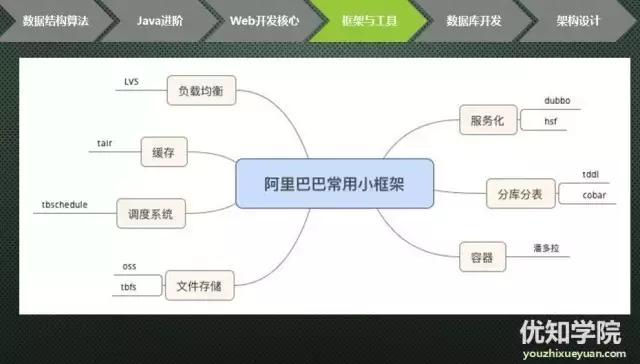 数据结构算法
Java进阶
Web开发核心
框架与工具
数据库开发
架构设计
阿里巴巴常用小框架
负载均衡
LVS
缓存
tair
调度系统
tbschedule
文件存储
oss
tbfs
服务化
dubbo
hsf
分库分表
tddl
cobar
容器
潘多拉
优知学院
youzhixueyuan.com